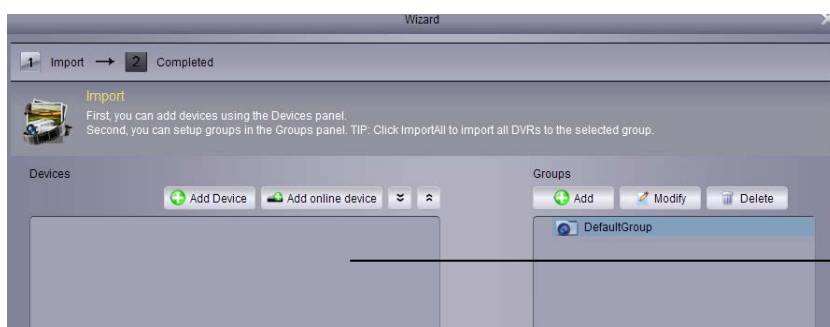 Wizard
1 Import → 2 Completed
Import
First, you can add devices using the Devices panel.
Second, you can setup groups in the Groups panel. TIP: Click ImportAll to import all DVRs to the selected group.
Devices
Groups
Add Device Add online device
Add Modify Delete
DefaultGroup